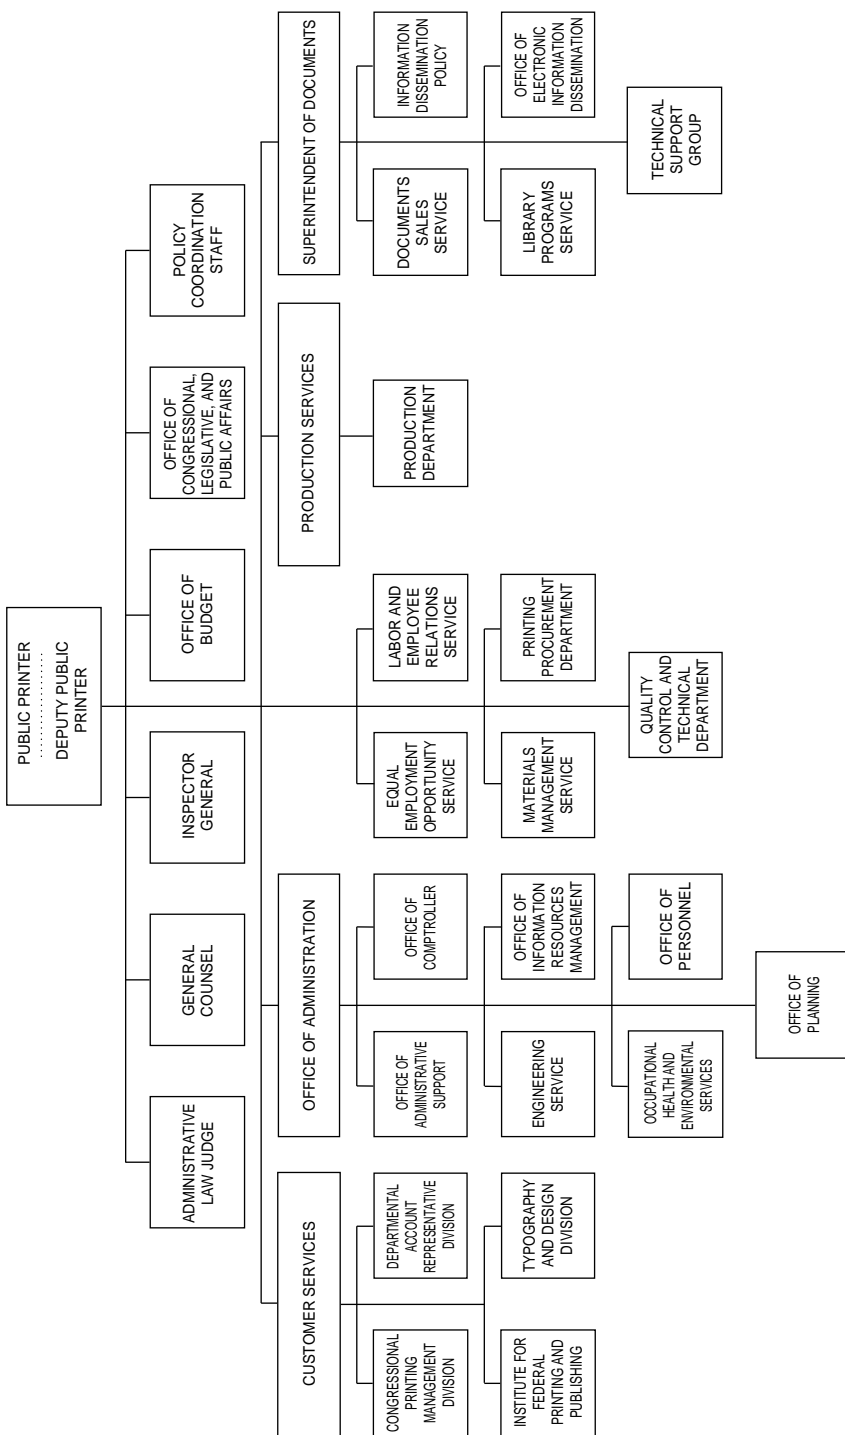 PUBLIC PRINTER
....................
DEPUTY PUBLIC
PRINTER
ADMINISTRATIVE
LAW JUDGE
GENERAL
COUNSEL
INSPECTOR
GENERAL
OFFICE OF
BUDGET
OFFICE OF
CONGRESSIONAL,
LEGISLATIVE, AND
PUBLIC AFFAIRS
POLICY
COORDINATION
STAFF
CUSTOMER SERVICES
OFFICE OF ADMINISTRATION
PRODUCTION SERVICES
SUPERINTENDENT OF DOCUMENTS
CONGRESSIONAL
PRINTING
MANAGEMENT
DIVISION
DEPARTMENTAL
ACCOUNT
REPRESENTATIVE
DIVISION
OFFICE OF
ADMINISTRATIVE
SUPPORT
OFFICE OF
COMPTROLLER
EQUAL
EMPLOYMENT
OPPORTUNITY
SERVICE
LABOR AND
EMPLOYEE
RELATIONS
SERVICE
PRODUCTION
DEPARTMENT
DOCUMENTS
SALES
SERVICE
INFORMATION
DISSEMINATION
POLICY
INSTITUTE FOR
FEDERAL
PRINTING AND
PUBLISHING
TYPOGRAPHY
AND DESIGN
DIVISION
ENGINEERING
SERVICE
OFFICE OF
INFORMATION
RESOURCES
MANAGEMENT
MATERIALS
MANAGEMENT
SERVICE
PRINTING
PROCUREMENT
DEPARTMENT
LIBRARY
PROGRAMS
SERVICE
OFFICE OF
ELECTRONIC
INFORMATION
DISSEMINATION
OCCUPATIONAL
HEALTH AND
ENVIRONMENTAL
SERVICES
OFFICE OF
PERSONNEL
QUALITY
CONTROL AND
TECHNICAL
DEPARTMENT
TECHNICAL
SUPPORT
GROUP
OFFICE OF
PLANNING